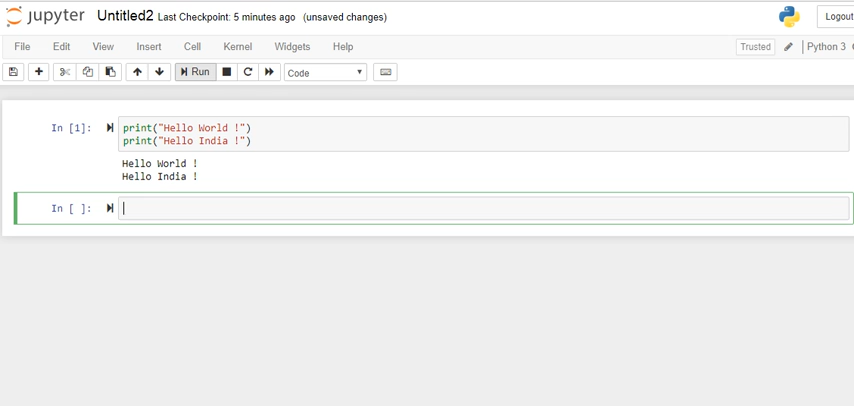 jupyter Untitled2 Last Checkpoint: 5 minutes ago (unsaved changes) Logout
File Edit View Insert Cell Kernel Widgets Help Trusted Python 3
Run Code
In [1]: print("Hello World !")
print("Hello India !")
Hello World !
Hello India !
In [ ]: